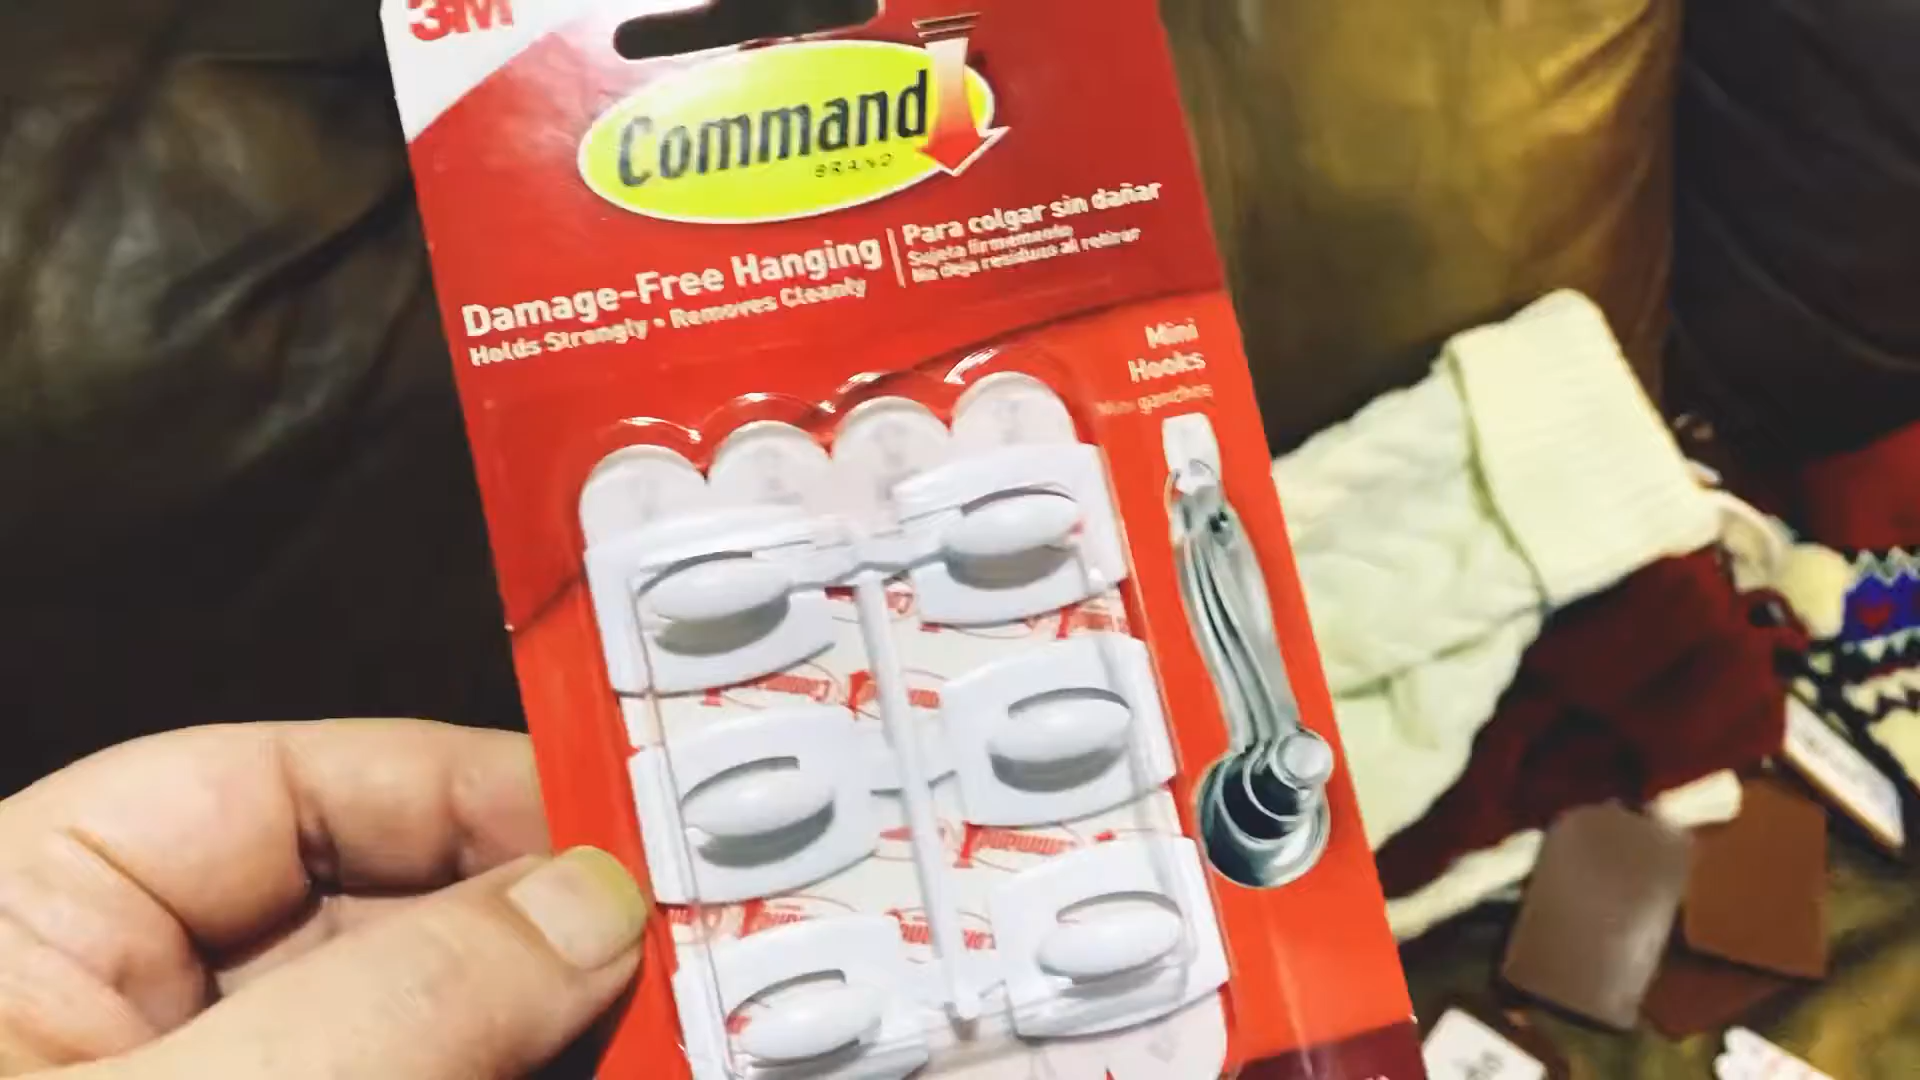 3M
Command
BRAND
Damage-Free Hanging
Holds Strongly • Removes Cleanly
Para colgar sin dañar
Sujeta firmemente
No deja residuos al retirar
Mini
Hooks
Mini ganchos
Command